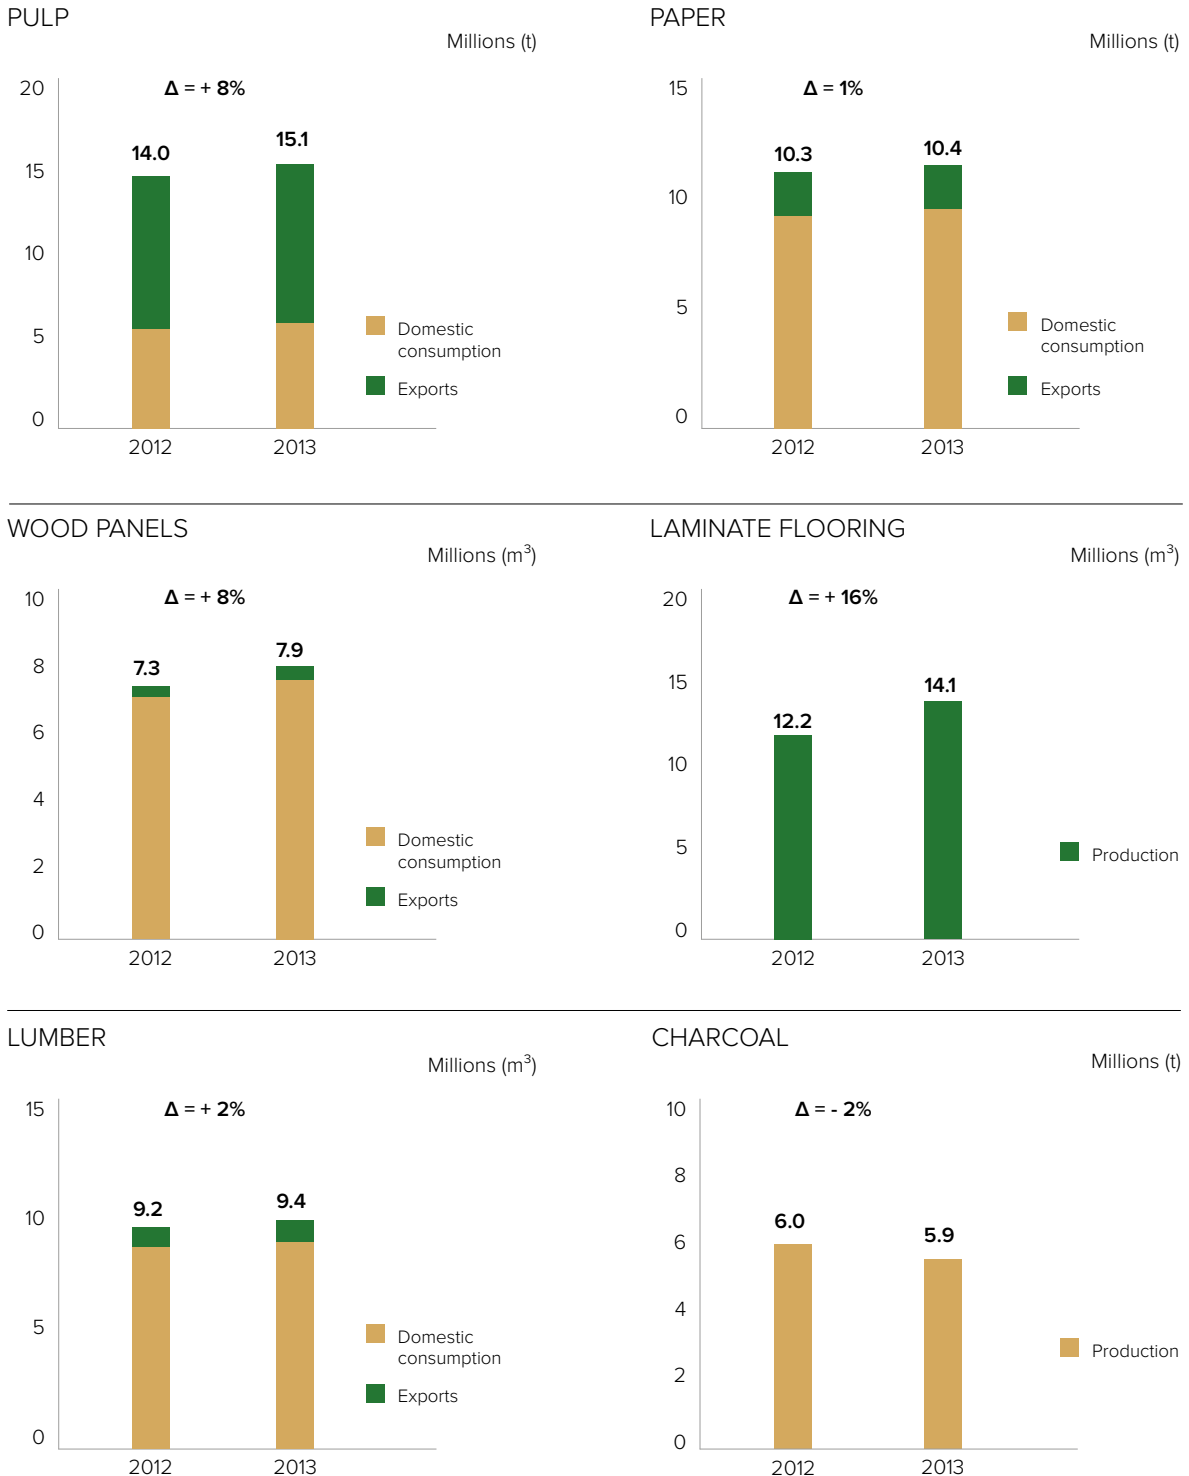 PULP
Millions (t)
Δ = + 8%
20
15
10
5
0
14.0
15.1
Domestic
consumption
Exports
2012
2013
PAPER
Millions (t)
Δ = 1%
15
10
5
0
10.3
10.4
Domestic
consumption
Exports
2012
2013
WOOD PANELS
Millions (m³)
Δ = + 8%
10
8
6
4
2
0
7.3
7.9
Domestic
consumption
Exports
2012
2013
LAMINATE FLOORING
Millions (m³)
Δ = + 16%
20
15
10
5
0
12.2
14.1
Production
2012
2013
LUMBER
Millions (m³)
Δ = + 2%
15
10
5
0
9.2
9.4
Domestic
consumption
Exports
2012
2013
CHARCOAL
Millions (t)
Δ = - 2%
10
8
6
4
2
0
6.0
5.9
Production
2012
2013